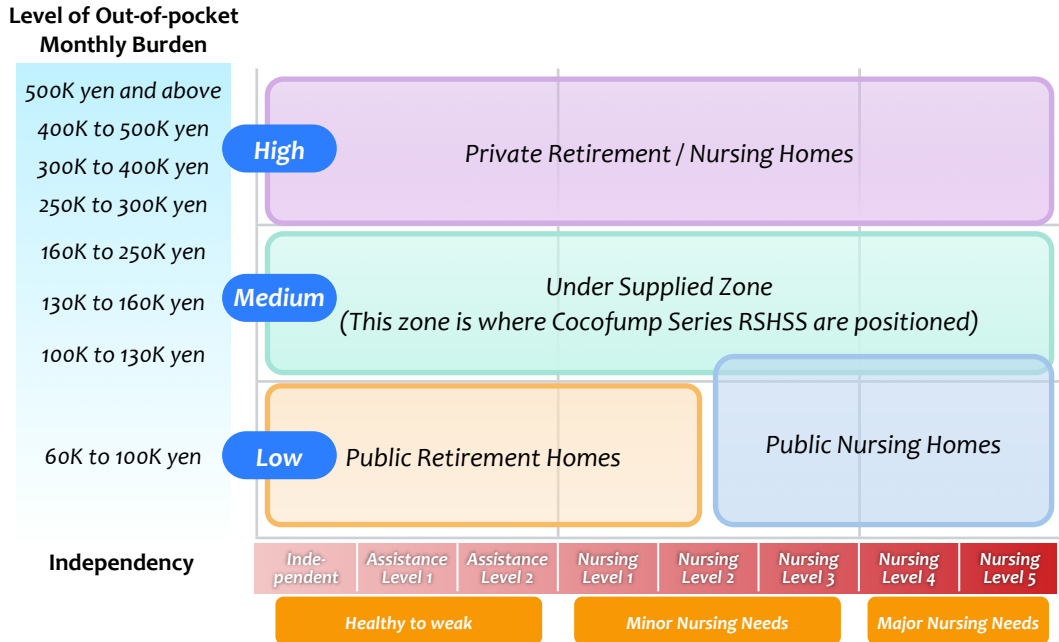 Level of Out-of-pocket
Monthly Burden
500K yen and above
400K to 500K yen
300K to 400K yen
250K to 300K yen
160K to 250K yen
130K to 160K yen
100K to 130K yen
60K to 100K yen
High
Private Retirement / Nursing Homes
Medium
Under Supplied Zone
(This zone is where Cocofump Series RSHSS are positioned)
Low
Public Retirement Homes
Public Nursing Homes
Independency
Inde-
pendent
Assistance
Level 1
Assistance
Level 2
Nursing
Level 1
Nursing
Level 2
Nursing
Level 3
Nursing
Level 4
Nursing
Level 5
Healthy to weak
Minor Nursing Needs
Major Nursing Needs